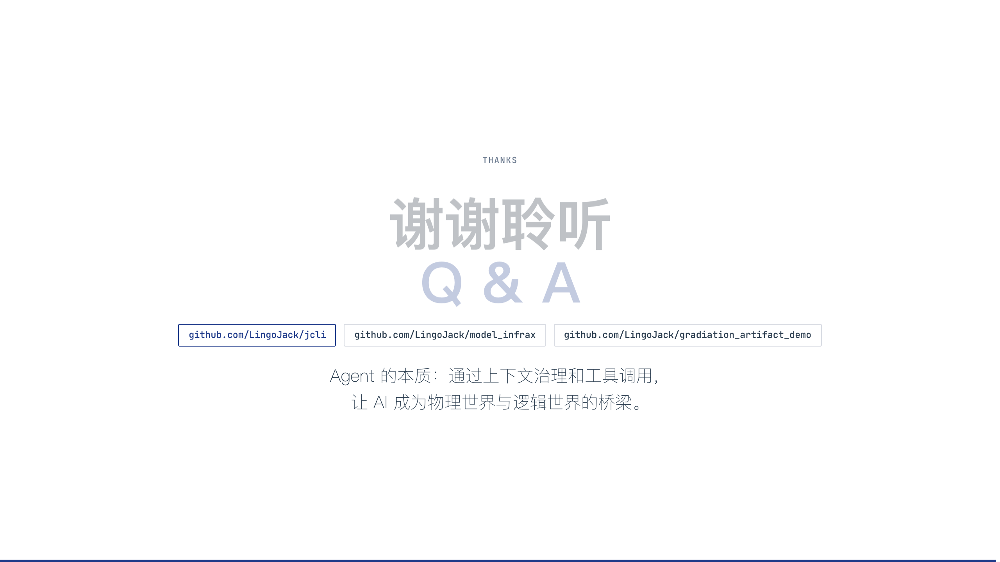 THANKS
谢谢聆听
Q & A
github.com/LingoJack/jcli
github.com/LingoJack/model_infrax
github.com/LingoJack/gradiation_artifact_demo
Agent 的本质：通过上下文治理和工具调用，
让 AI 成为物理世界与逻辑世界的桥梁。